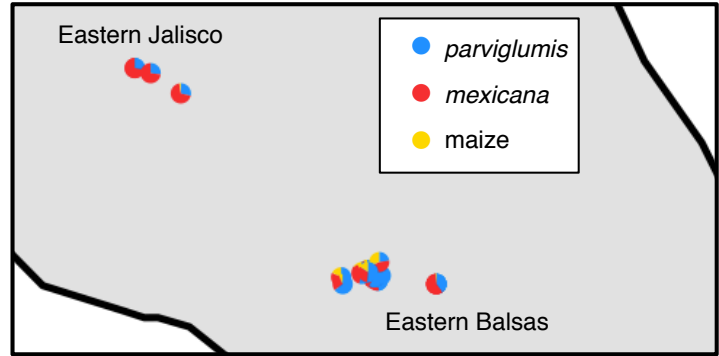 Eastern Jalisco
parviglumis
mexicana
maize
Eastern Balsas